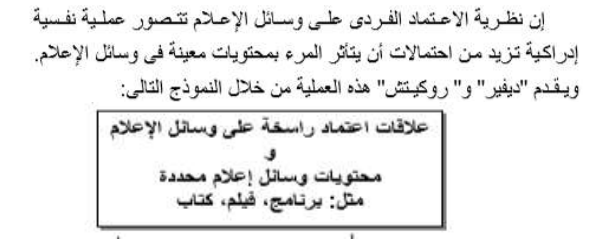 إن نظرية الاعتماد الفردى على وسائل الإعلام تتصور عملية نفسية
إدراكية تزيد من احتمالات أن يتأثر المرء بمحتويات معينة فى وسائل الإعلام.
ويقدم "ديفير" و" روكيتش" هذه العملية من خلال النموذج التالى:
علاقات اعتماد راسخة على وسائل الإعلام
و
محتويات وسائل إعلام محددة
مثل: برنامج، فيلم، كتاب